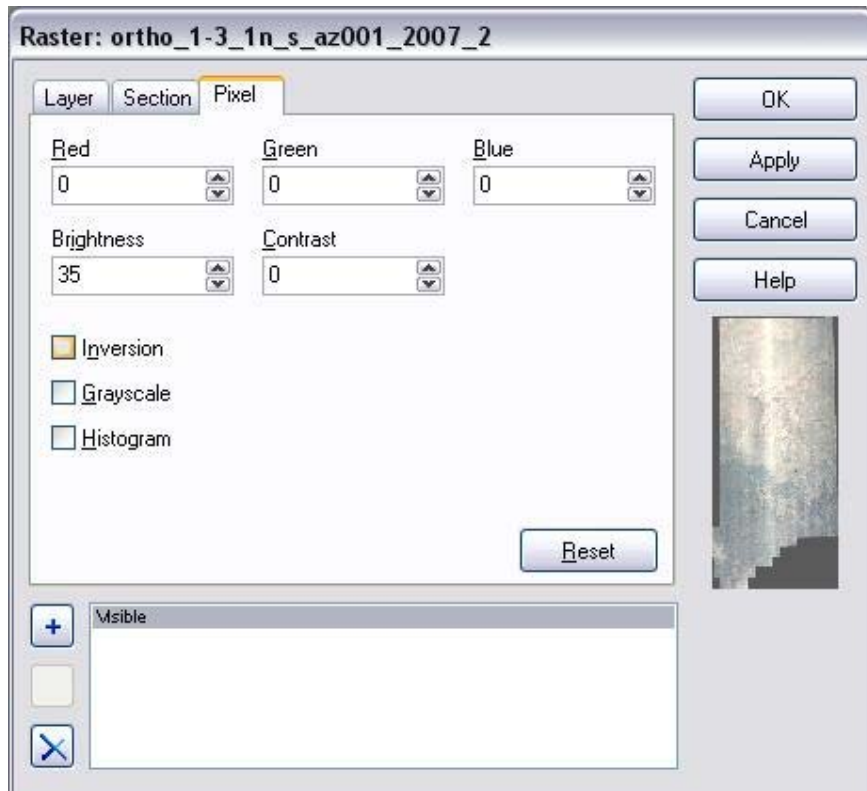 Raster: ortho_1-3_1n_s_az001_2007_2
Layer Section Pixel
Red Green Blue
0 0 0
Brightness Contrast
35 0
Inversion
Grayscale
Histogram
Reset
OK
Apply
Cancel
Help
+
Visible